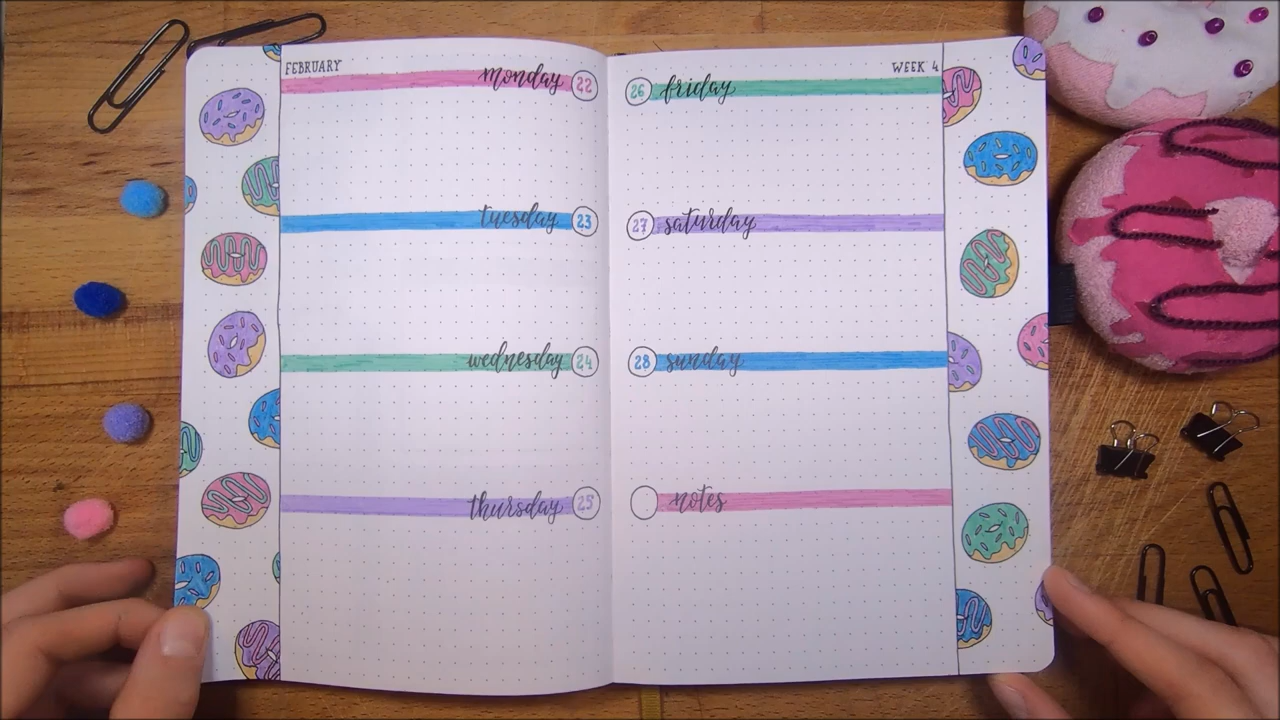 FEBRUARY
monday 22
tuesday 23
wednesday 24
thursday 25
WEEK 4
26 friday
27 saturday
28 sunday
notes